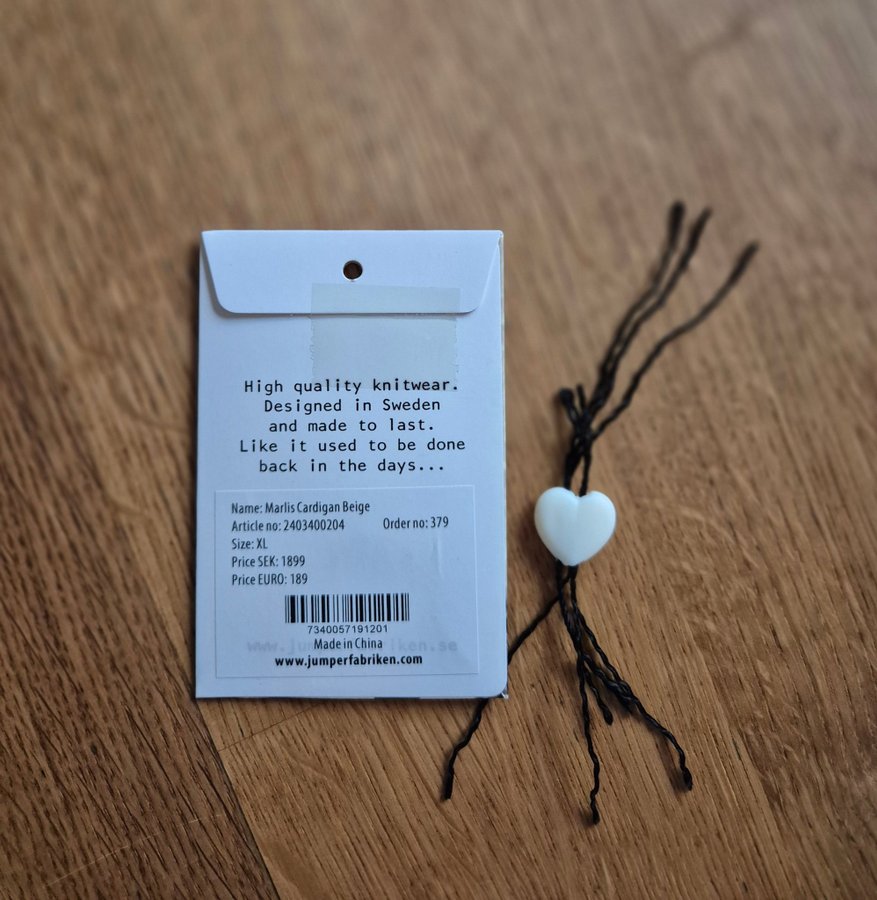 High quality knitwear.
Designed in Sweden
and made to last.
Like it used to be done
back in the days...
Name: Marlis Cardigan Beige
Article no: 2403400204 Order no: 379
Size: XL
Price SEK: 1899
Price EURO: 189
7340057191201
Made in China
www.jumperfabriken.se
www.jumperfabriken.com